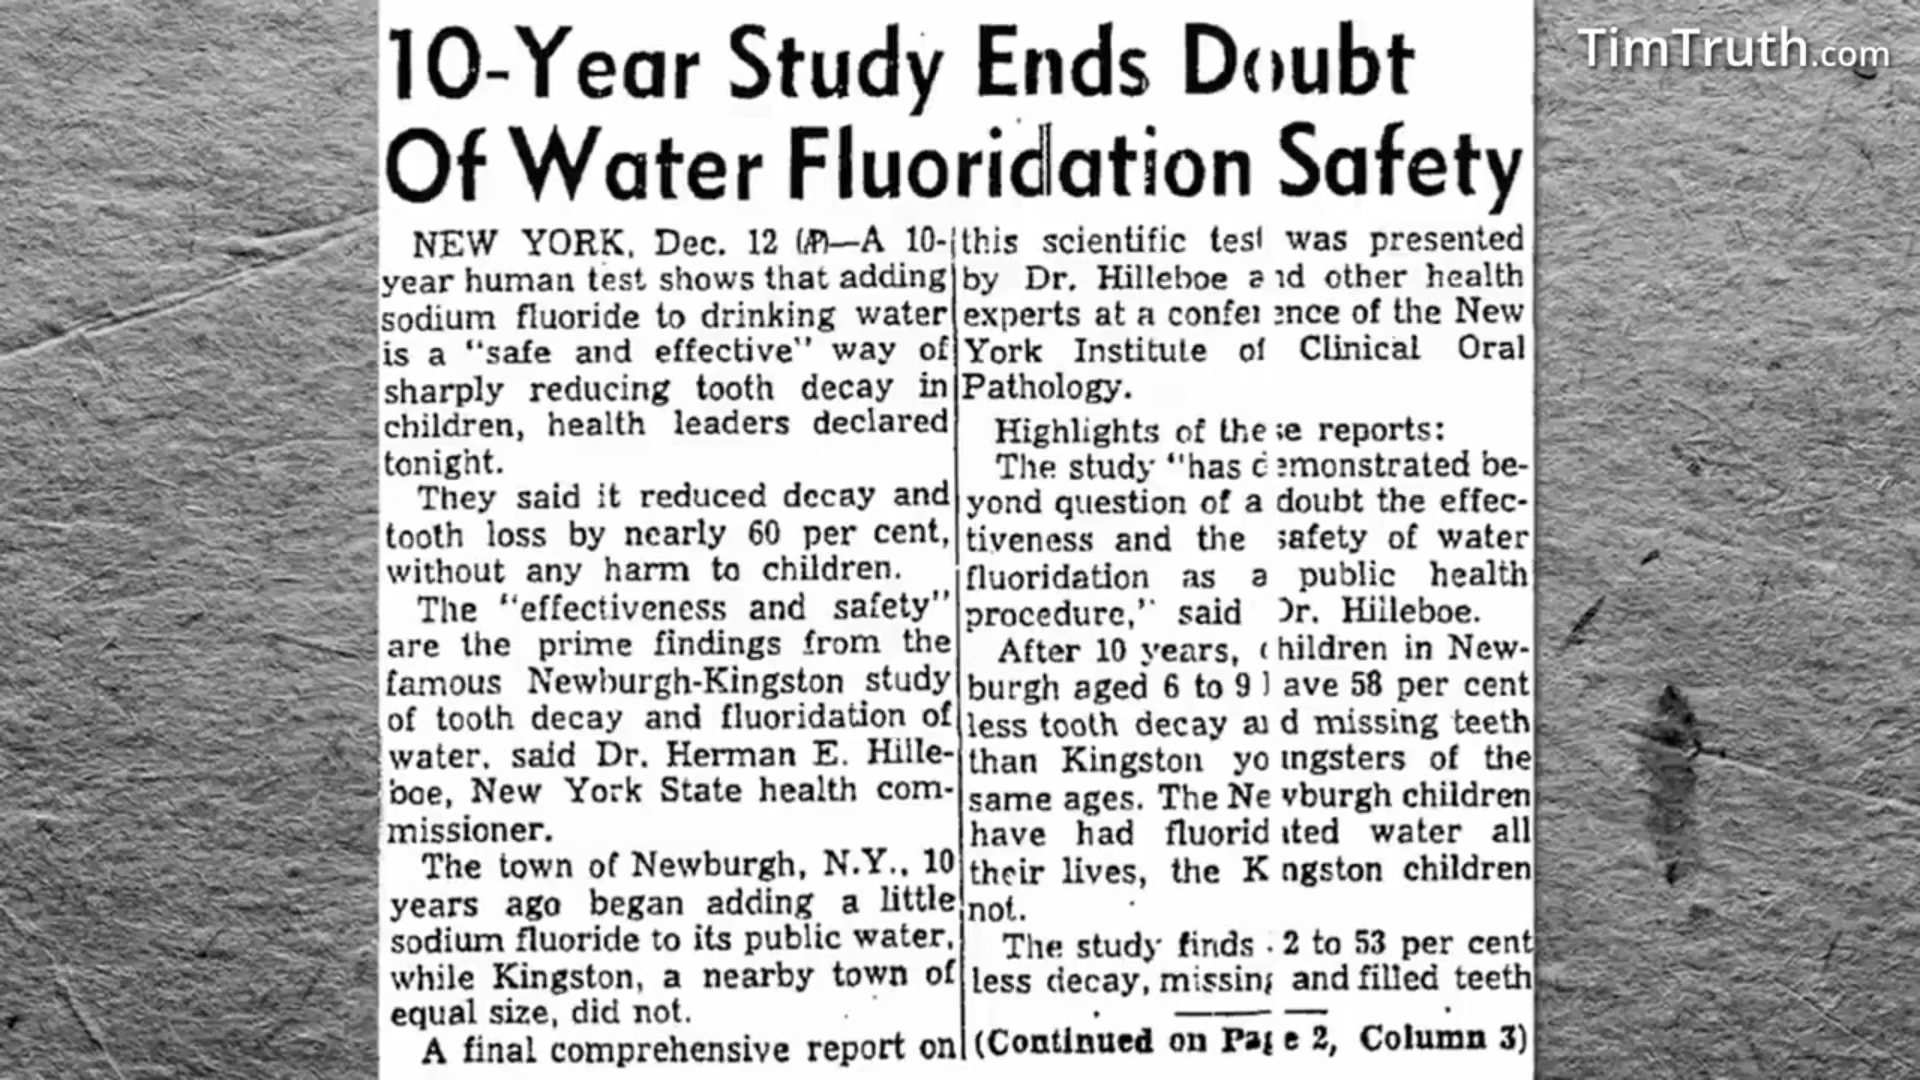 10-Year Study Ends Doubt
Of Water Fluoridation Safety
NEW YORK, Dec. 12 (AP)—A 10-
year human test shows that adding
sodium fluoride to drinking water
is a "safe and effective" way of
sharply reducing tooth decay in
children, health leaders declared
tonight.
They said it reduced decay and
tooth loss by nearly 60 per cent,
without any harm to children.
The "effectiveness and safety"
are the prime findings from the
famous Newburgh-Kingston study
of tooth decay and fluoridation of
water, said Dr. Herman E. Hille-
boe, New York State health com-
missioner.
The town of Newburgh, N.Y., 10
years ago began adding a little
sodium fluoride to its public water,
while Kingston, a nearby town of
equal size, did not.
A final comprehensive report on
this scientific test was presented
by Dr. Hilleboe and other health
experts at a conference of the New
York Institute of Clinical Oral
Pathology.
Highlights of these reports:
The study "has demonstrated be-
yond question of a doubt the effec-
tiveness and the safety of water
fluoridation as a public health
procedure," said Dr. Hilleboe.
After 10 years, children in New-
burgh aged 6 to 9 have 58 per cent
less tooth decay and missing teeth
than Kingston youngsters of the
same ages. The Newburgh children
have had fluoridated water all
their lives, the Kingston children
not.
The study finds 2 to 53 per cent
less decay, missing and filled teeth
(Continued on Page 2, Column 3)
TimTruth.com